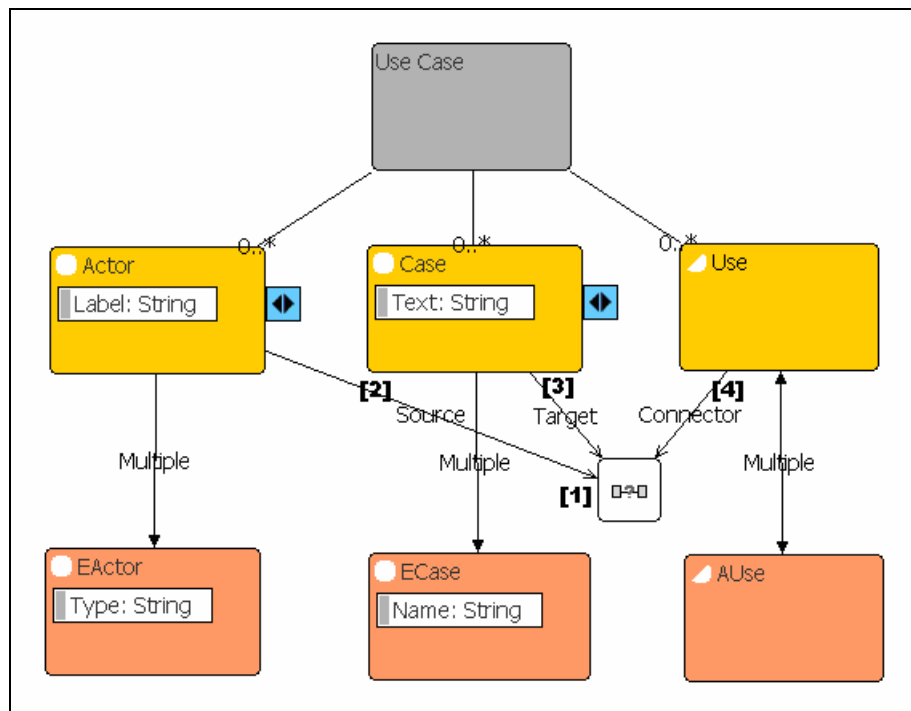 Use Case
0..*
0..*
0..*
Actor
Label: String
Case
Text: String
Use
[2]
[3]
[4]
Source
Target
Connector
Multiple
Multiple
Multiple
[1]
EActor
Type: String
ECase
Name: String
AUse